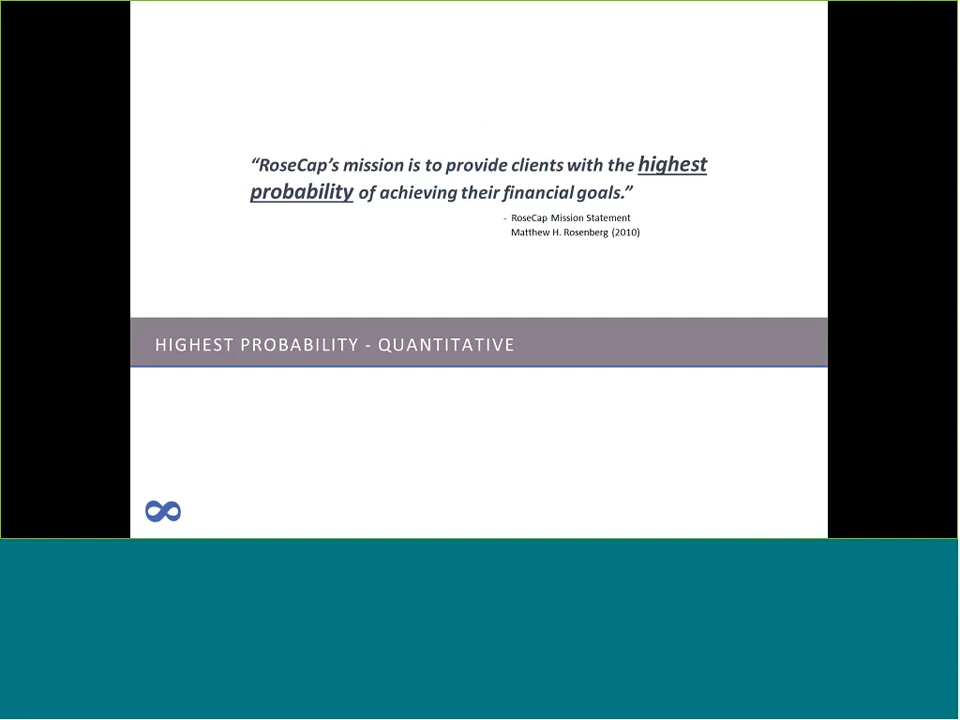 “RoseCap’s mission is to provide clients with the highest
probability of achieving their financial goals.”
- RoseCap Mission Statement
Matthew H. Rosenberg (2010)
HIGHEST PROBABILITY - QUANTITATIVE